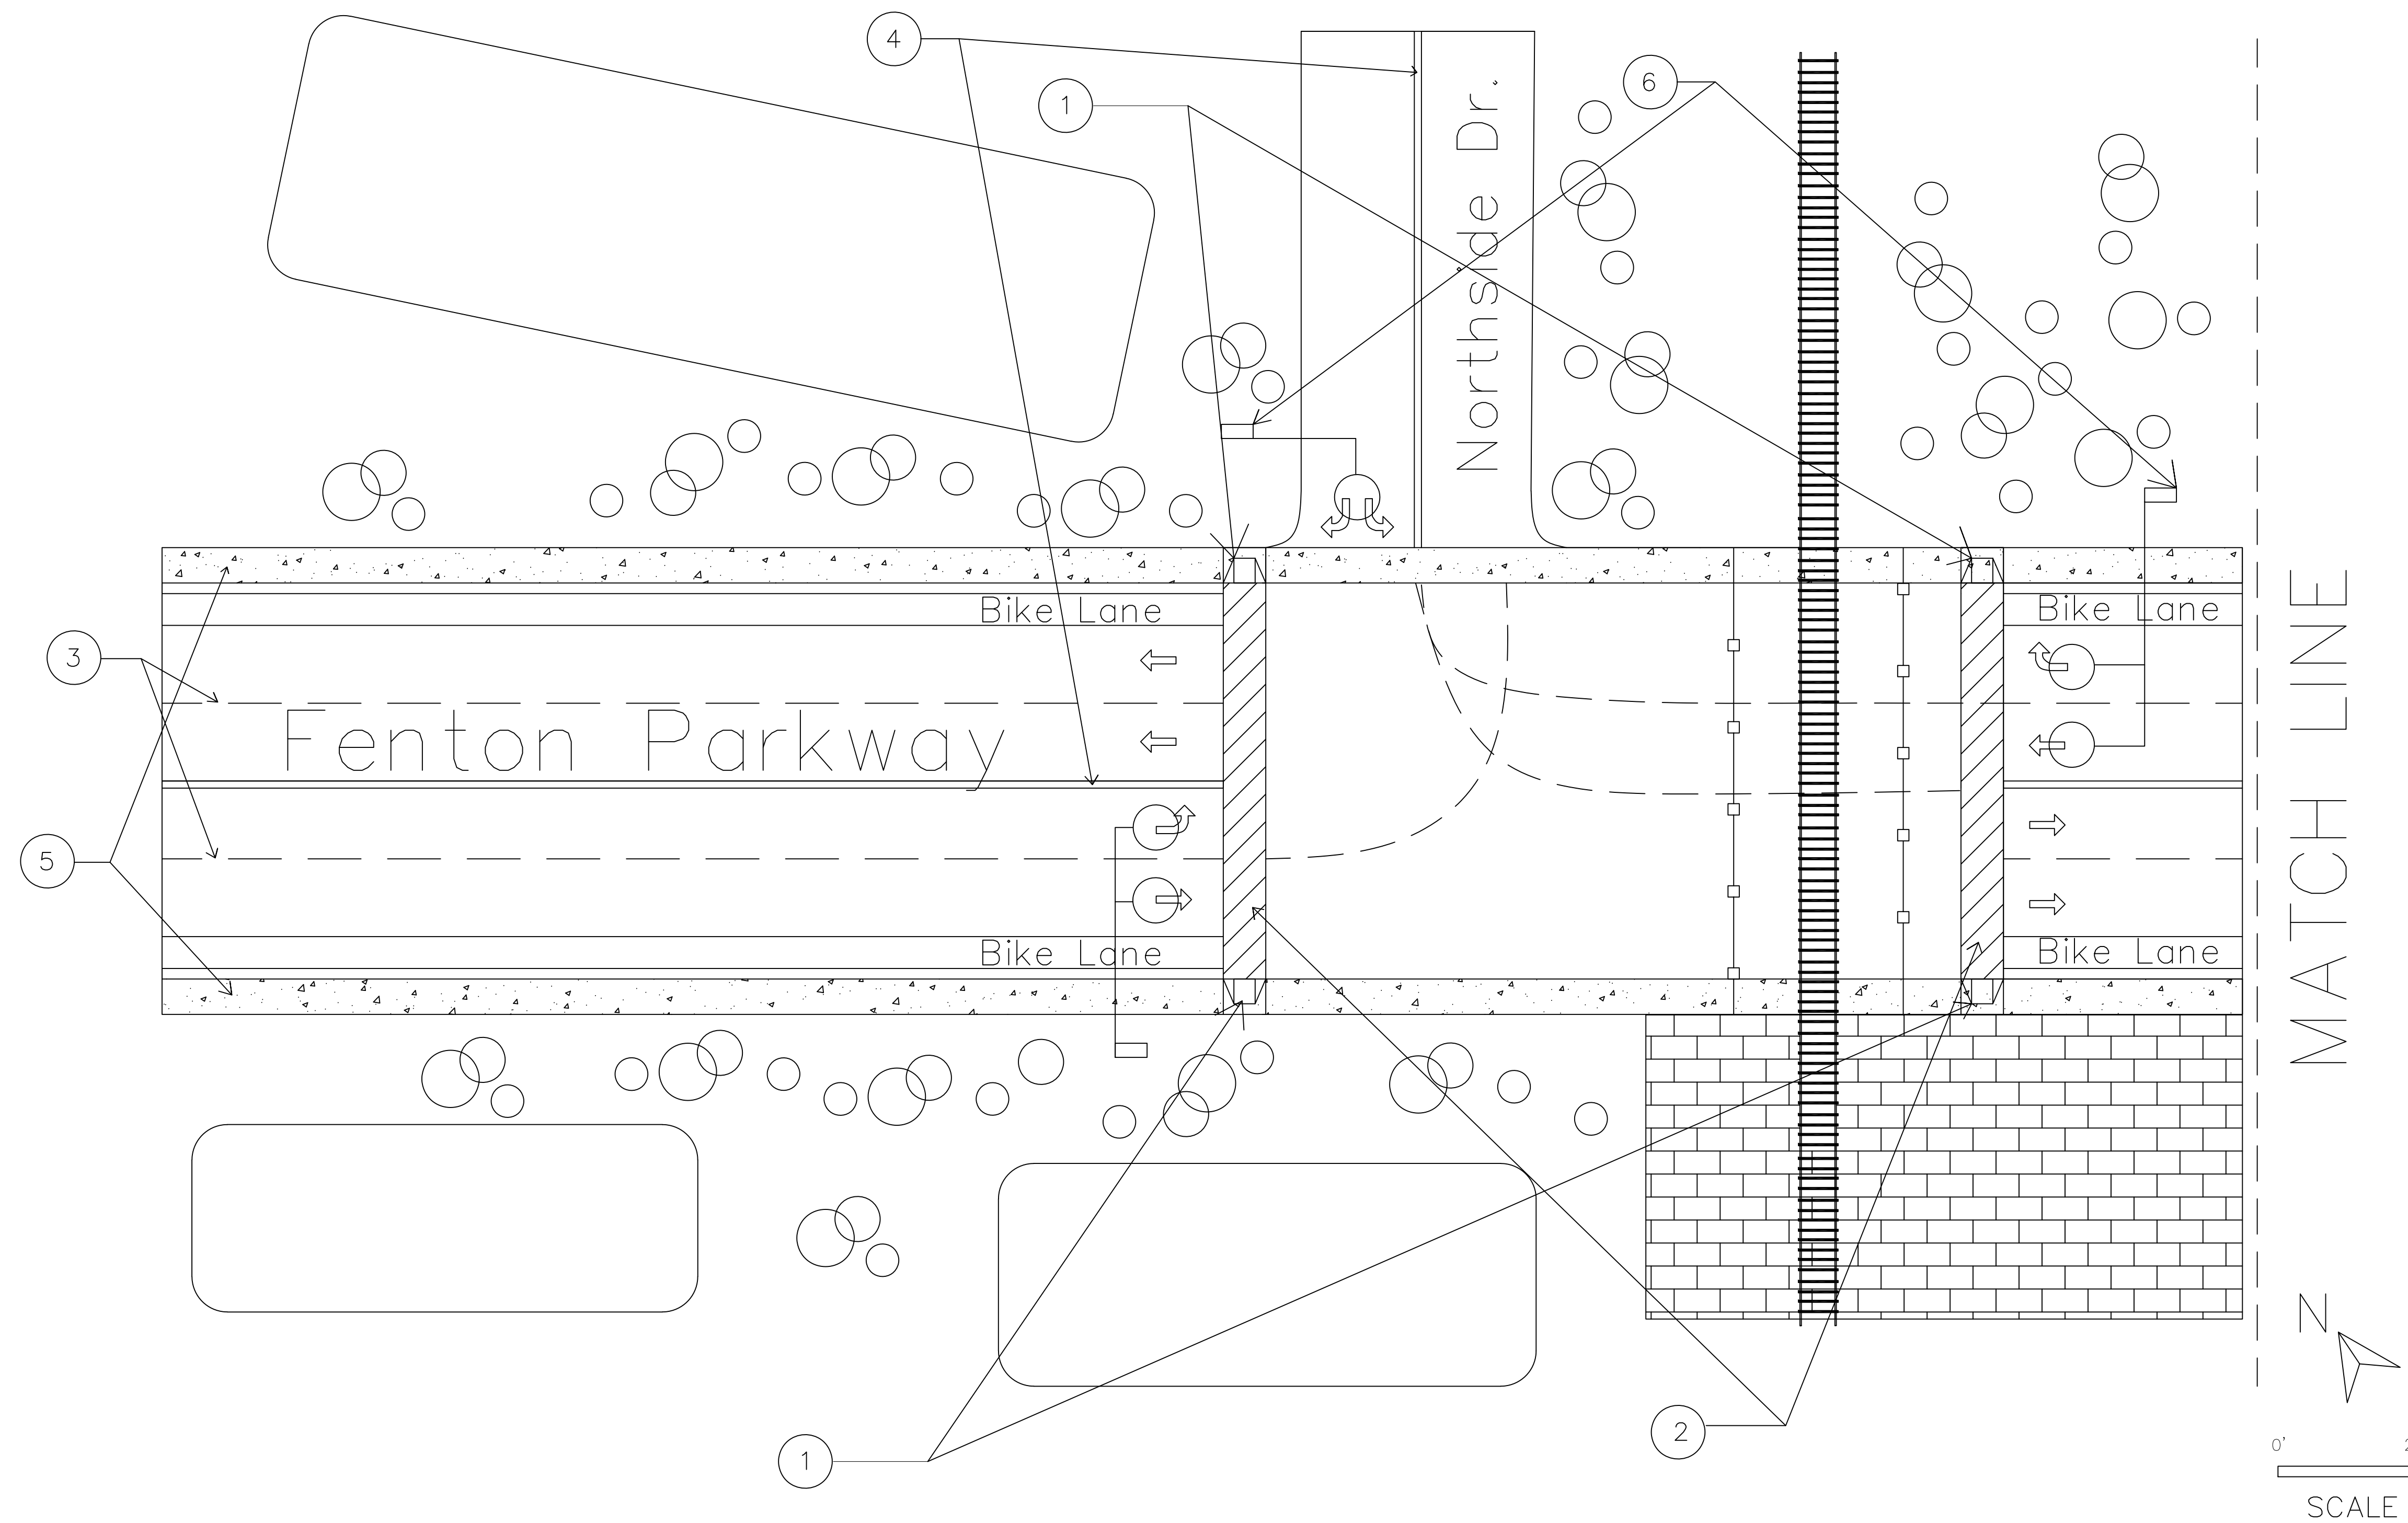 4
1
6
Northside Dr.
Bike Lane
Bike Lane
3
Fenton Parkway
MATCH LINE
5
Bike Lane
Bike Lane
N
2
1
0'
SCALE